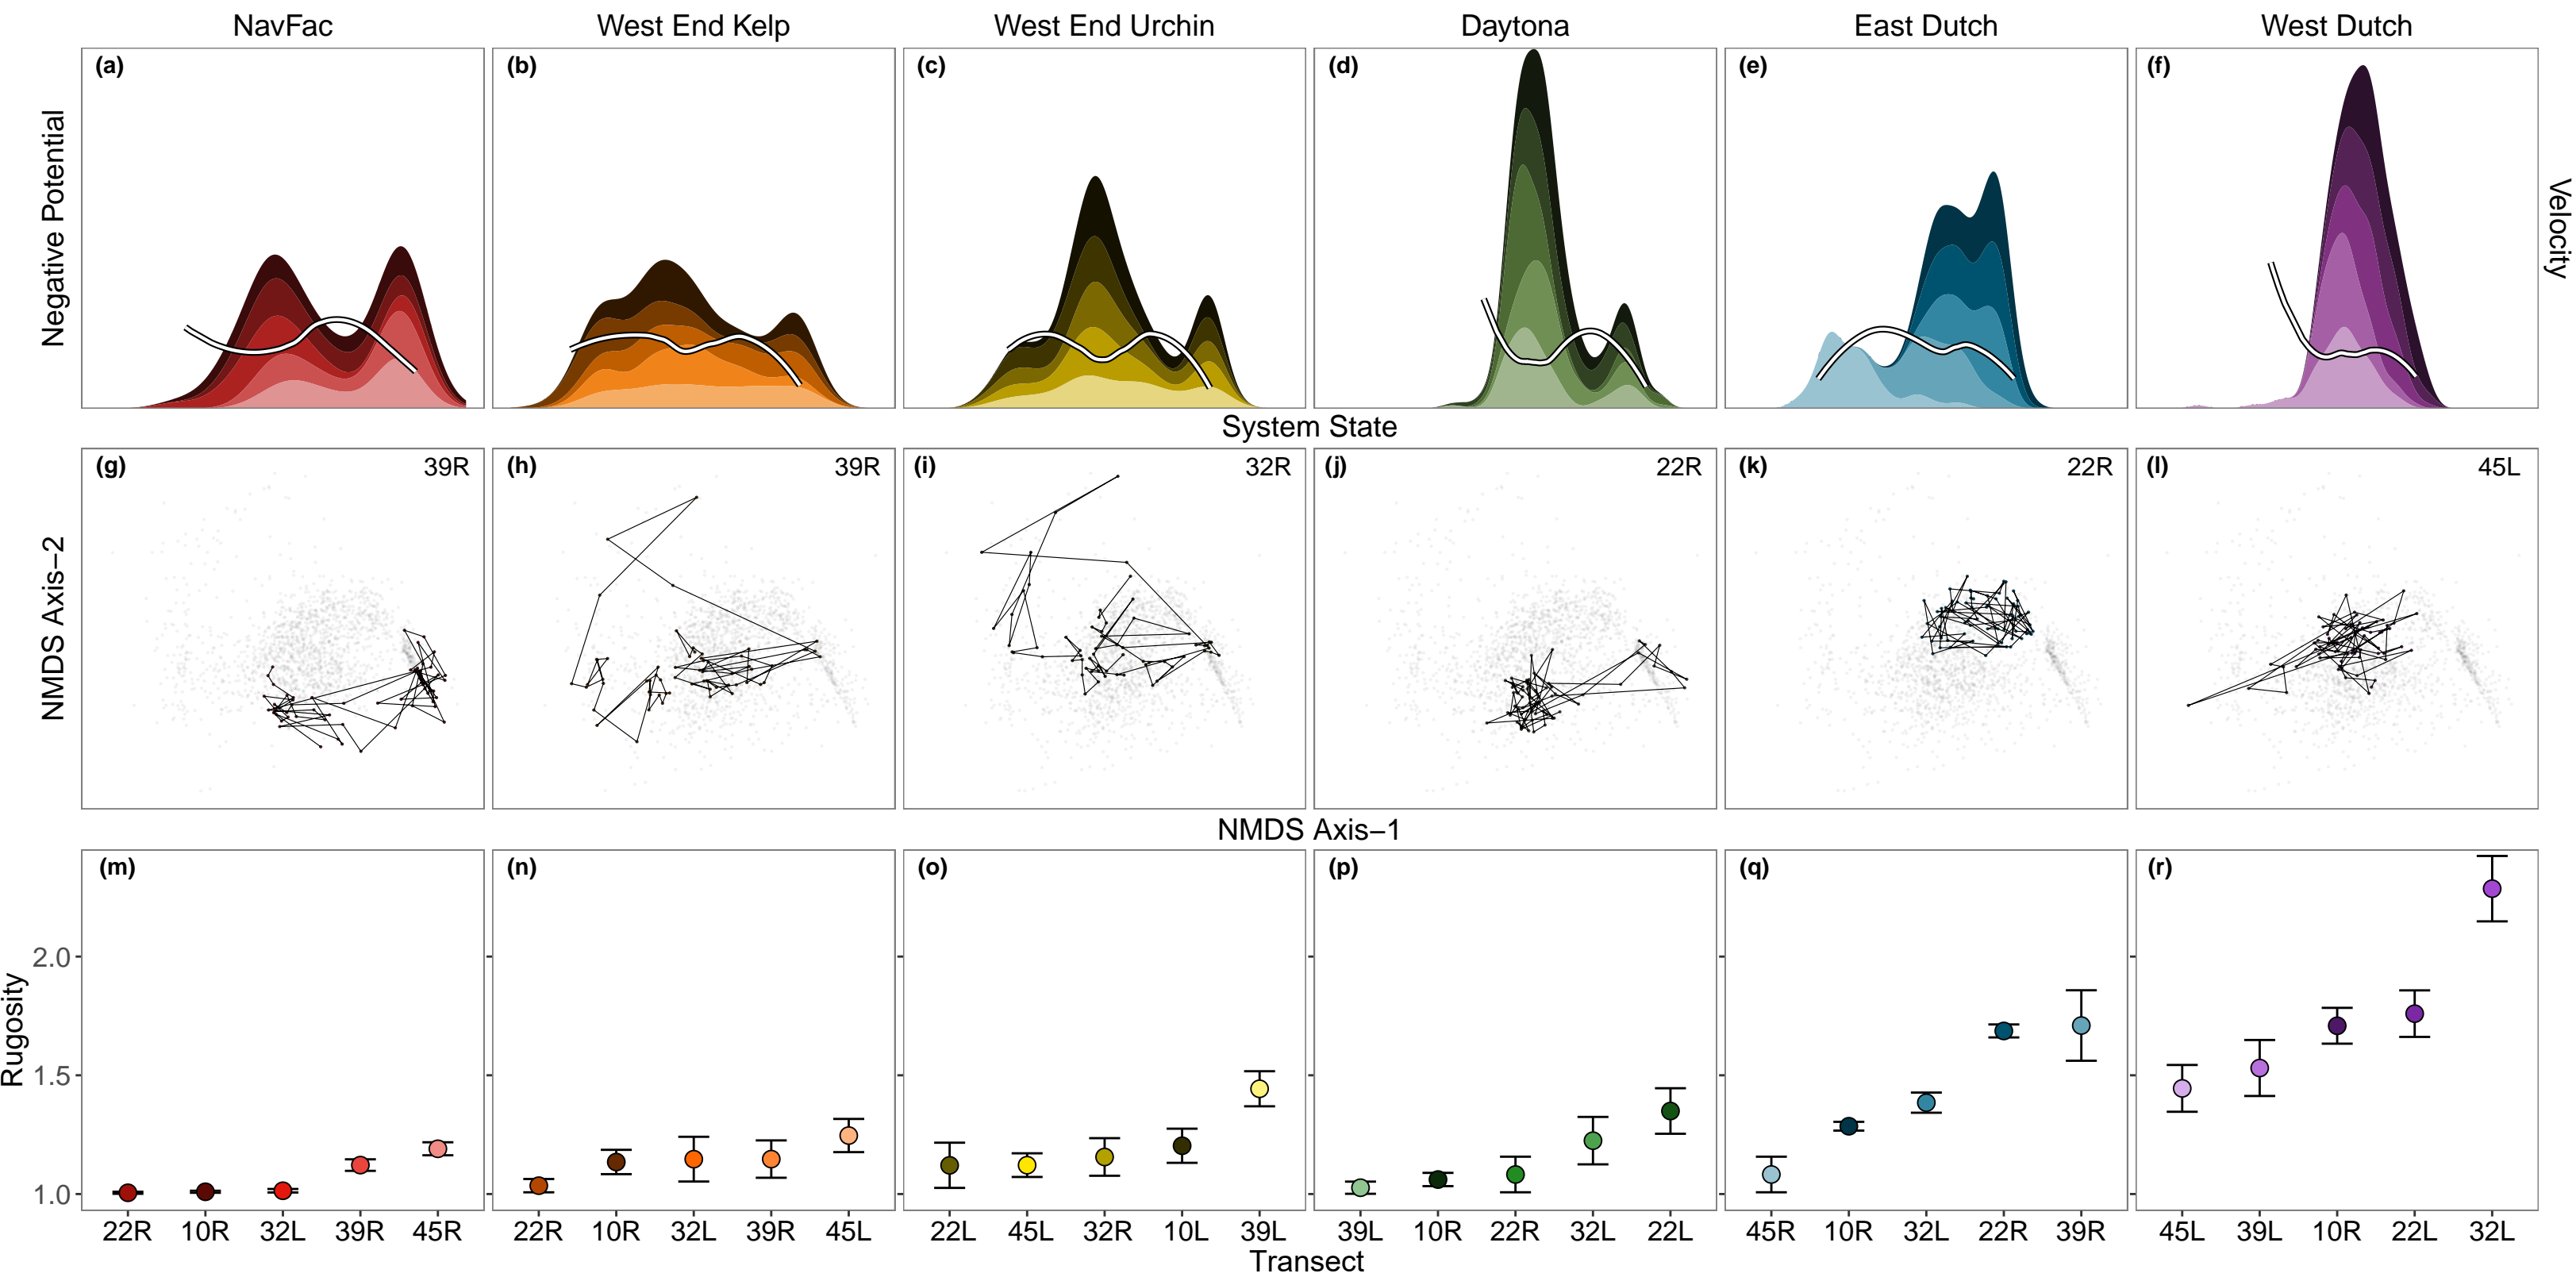 NavFac West End Kelp West End Urchin Daytona East Dutch West Dutch
(a) (b) (c) (d) (e) (f)
Negative Potential
Velocity
System State
(g) 39R (h) 39R (i) 32R (j) 22R (k) 22R (l) 45L
NMDS Axis−2
NMDS Axis−1
(m) (n) (o) (p) (q) (r)
Rugosity
2.0
1.5
1.0
22R 10R 32L 39R 45R 22R 10R 32L 39R 45L 22L 45L 32R 10L 39L 39L 10R 22R 32L 22L 45R 10R 32L 22R 39R 45L 39L 10R 22L 32L
Transect